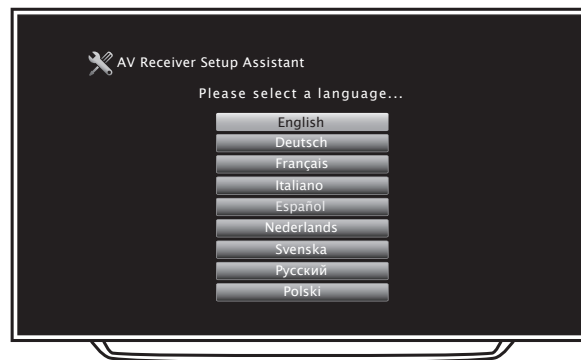 AV Receiver Setup Assistant
Please select a language...
English
Deutsch
Français
Italiano
Español
Nederlands
Svenska
Русский
Polski